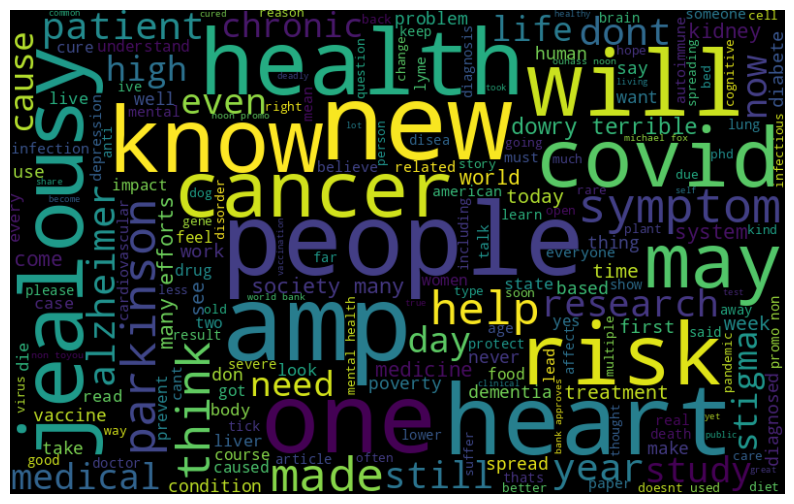 cured common reason back
problem someone cell
patient chronic life dont
cure understand keep change brain healthy
health will
high cause question lyme human hope autoimmune
live ive well even diagnosis say kidney now diabete
jealousy know new want spreading bed cognitive
depression noon promo right mean person disea dowry terrible lung
infection anti mental believe related story going much must michael fox infectious
use impact cancer world due phd covid
alzheimer dog american today rare self
share become gene disorder learn open plant kind symptom
every parkinson feel many efforts people including talk everyone thing system
come cardiovascular drug work vaccination far women state based time may
please society many type soon show away
case less see world bank help research first week
die two old amp age yes said
result true day protect affects multiple pandemic promo non
non toyou think don look severe mental health medicine never food lead risk stigma
virus read prevent cant need poverty dementia treatment
vaccine got body tick one lower heart clinical bank approves thought real yet diagnosed
way take liver course article often suffer death make public
good doctor caused made still spread year study care great
medical condition thats better paper doesnt used diet
living deadly took lot test